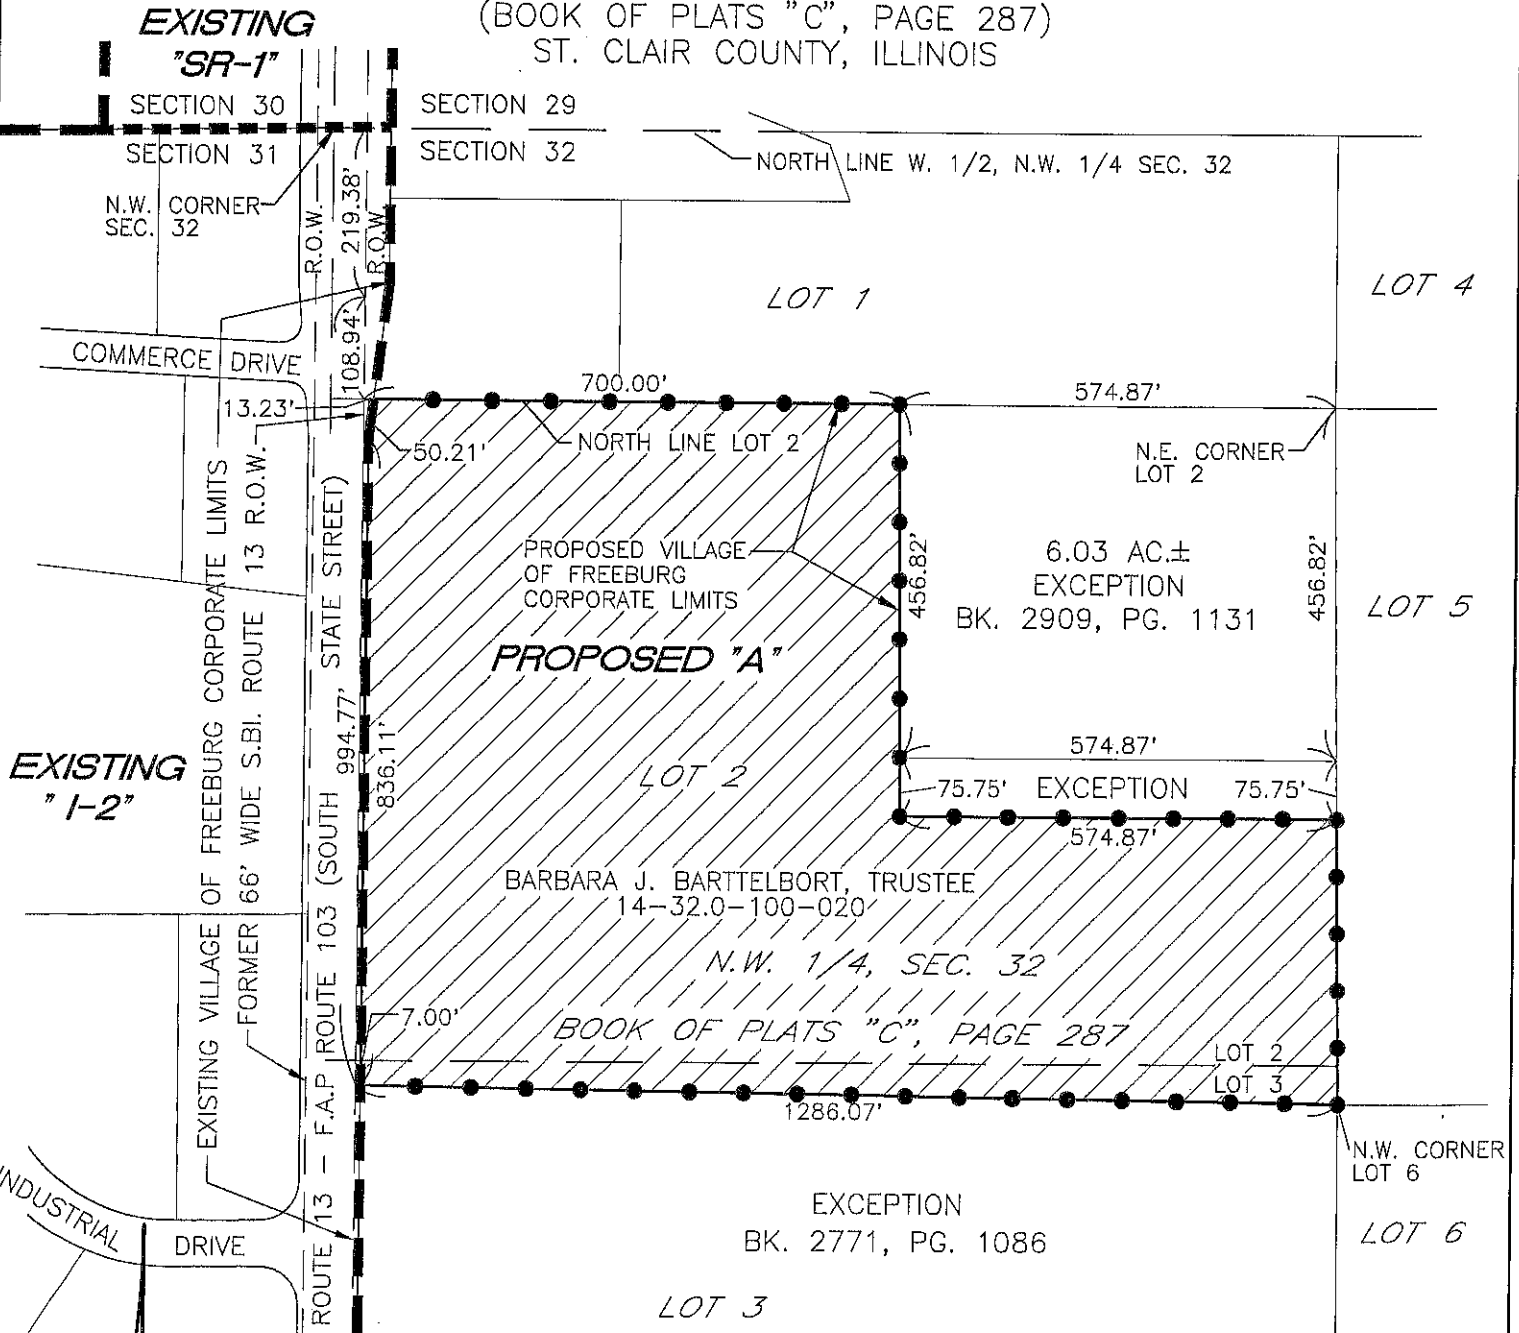 (BOOK OF PLATS "C", PAGE 287)
ST. CLAIR COUNTY, ILLINOIS
EXISTING
"SR-1"
SECTION 30
SECTION 29
SECTION 31
SECTION 32
NORTH LINE W. 1/2, N.W. 1/4 SEC. 32
N.W. CORNER
SEC. 32
R.O.W.
219.38'
R.O.W.
108.94'
LOT 1
LOT 4
COMMERCE DRIVE
13.23'
700.00'
574.87'
50.21'
NORTH LINE LOT 2
N.E. CORNER
LOT 2
PROPOSED VILLAGE
OF FREEBURG
CORPORATE LIMITS
456.82'
6.03 AC.±
EXCEPTION
BK. 2909, PG. 1131
456.82'
LOT 5
PROPOSED "A"
EXISTING
" I-2"
EXISTING VILLAGE OF FREEBURG CORPORATE LIMITS
FORMER 66' WIDE S.BI. ROUTE 13 R.O.W.
ROUTE 13 - F.A.P. ROUTE 103 (SOUTH STATE STREET)
994.77'
836.11'
LOT 2
574.87'
75.75'
EXCEPTION
75.75'
574.87'
BARBARA J. BARTTELBORT, TRUSTEE
14-32.0-100-020
N.W. 1/4, SEC. 32
7.00'
BOOK OF PLATS "C", PAGE 287
LOT 2
LOT 3
1286.07'
N.W. CORNER
LOT 6
EXCEPTION
BK. 2771, PG. 1086
LOT 6
INDUSTRIAL DRIVE
LOT 3